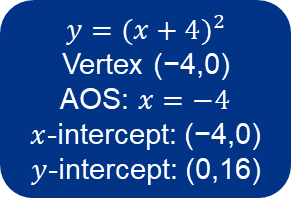 y = (x + 4)²
Vertex (−4,0)
AOS: x = −4
x-intercept: (−4,0)
y-intercept: (0,16)